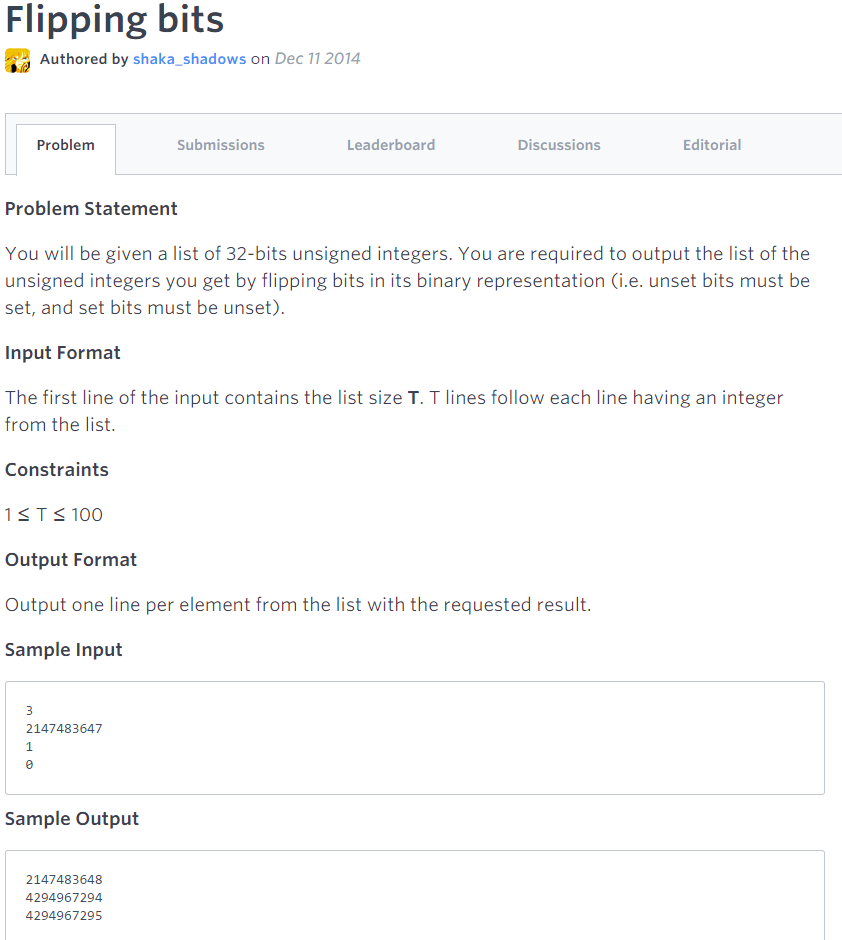 Flipping bits
Authored by shaka_shadows on Dec 11 2014
Problem Submissions Leaderboard Discussions Editorial
Problem Statement
You will be given a list of 32-bits unsigned integers. You are required to output the list of the
unsigned integers you get by flipping bits in its binary representation (i.e. unset bits must be
set, and set bits must be unset).
Input Format
The first line of the input contains the list size T. T lines follow each line having an integer
from the list.
Constraints
1 ≤ T ≤ 100
Output Format
Output one line per element from the list with the requested result.
Sample Input
3
2147483647
1
0
Sample Output
2147483648
4294967294
4294967295